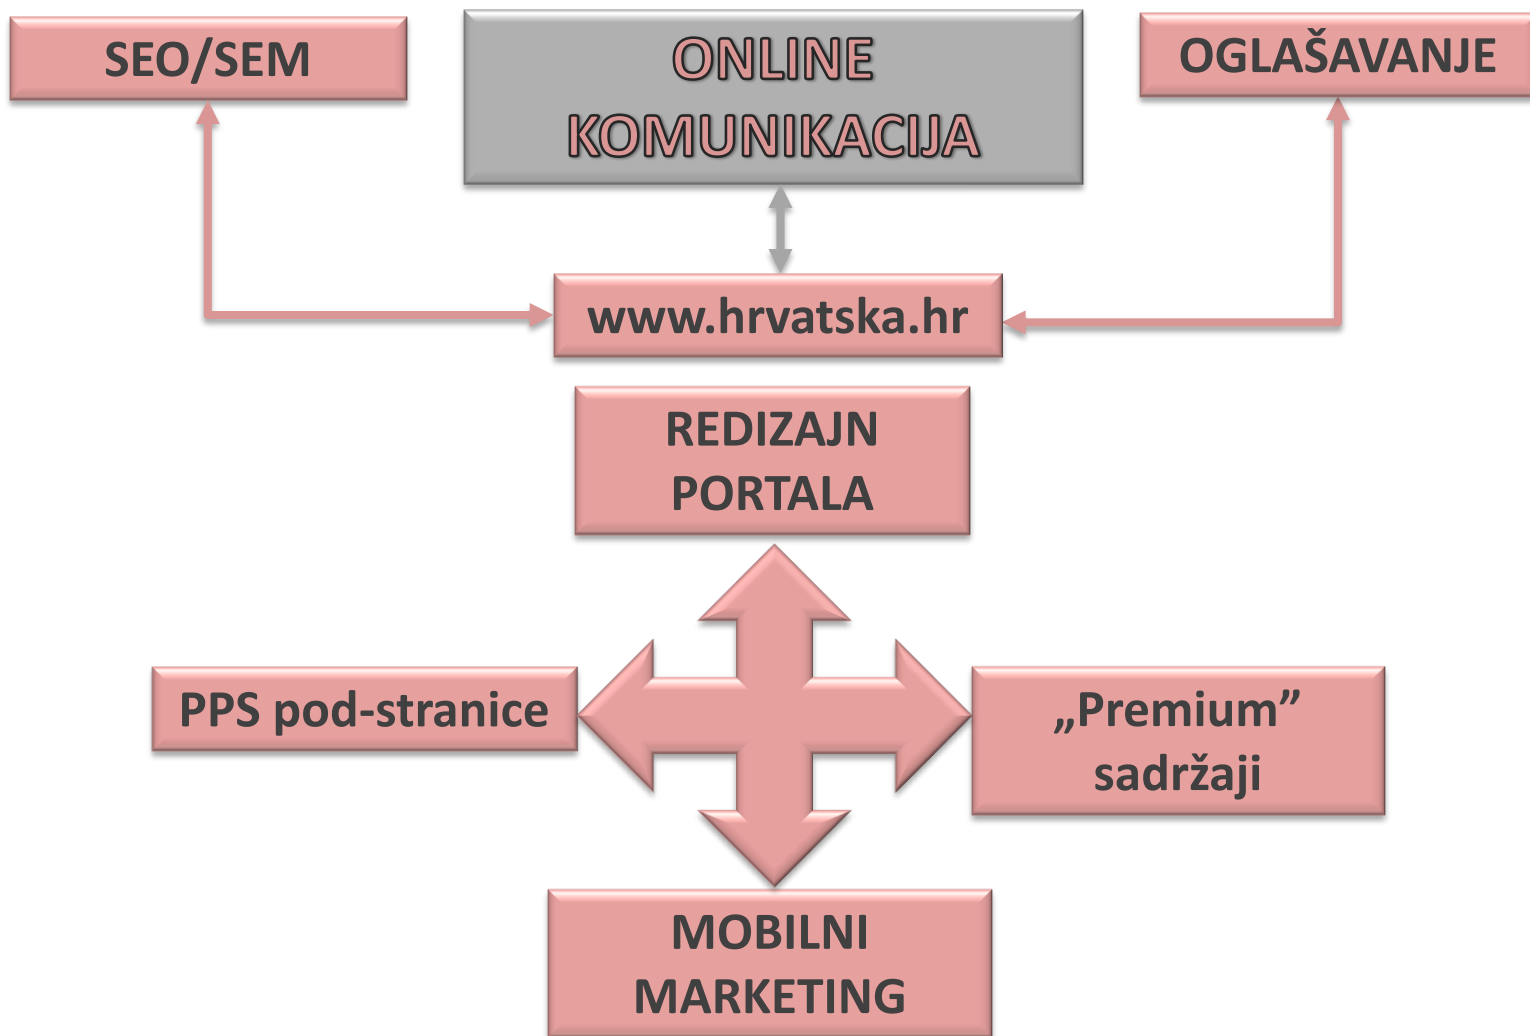 SEO/SEM
ONLINE
KOMUNIKACIJA
OGLAŠAVANJE
www.hrvatska.hr
REDIZAJN
PORTALA
PPS pod-stranice
„Premium”
sadržaji
MOBILNI
MARKETING